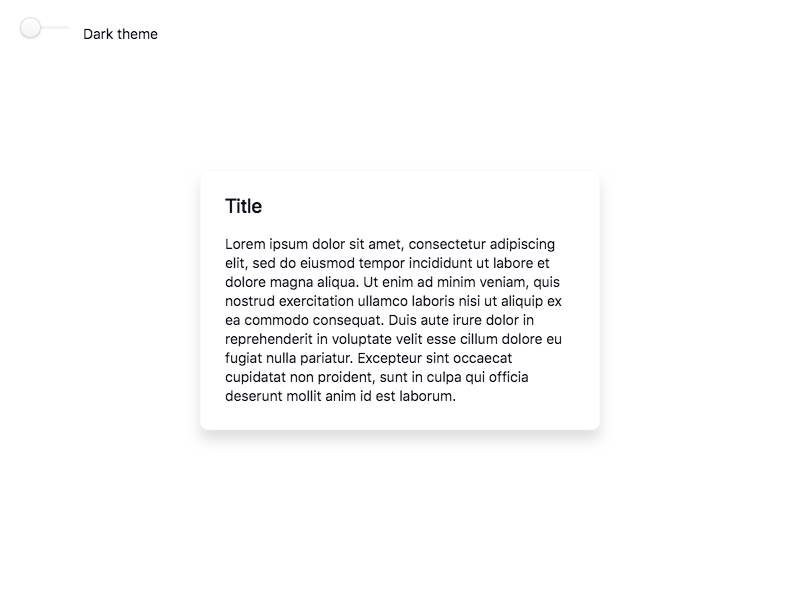 Dark theme
Title
Lorem ipsum dolor sit amet, consectetur adipiscing
elit, sed do eiusmod tempor incididunt ut labore et
dolore magna aliqua. Ut enim ad minim veniam, quis
nostrud exercitation ullamco laboris nisi ut aliquip ex
ea commodo consequat. Duis aute irure dolor in
reprehenderit in voluptate velit esse cillum dolore eu
fugiat nulla pariatur. Excepteur sint occaecat
cupidatat non proident, sunt in culpa qui officia
deserunt mollit anim id est laborum.